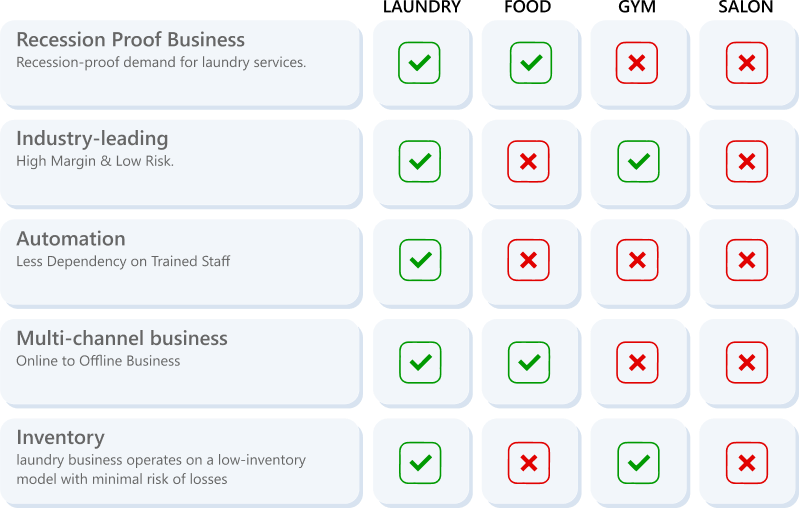 LAUNDRY FOOD GYM SALON
Recession Proof Business
Recession-proof demand for laundry services.
Industry-leading
High Margin & Low Risk.
Automation
Less Dependency on Trained Staff
Multi-channel business
Online to Offline Business
Inventory
laundry business operates on a low-inventory
model with minimal risk of losses